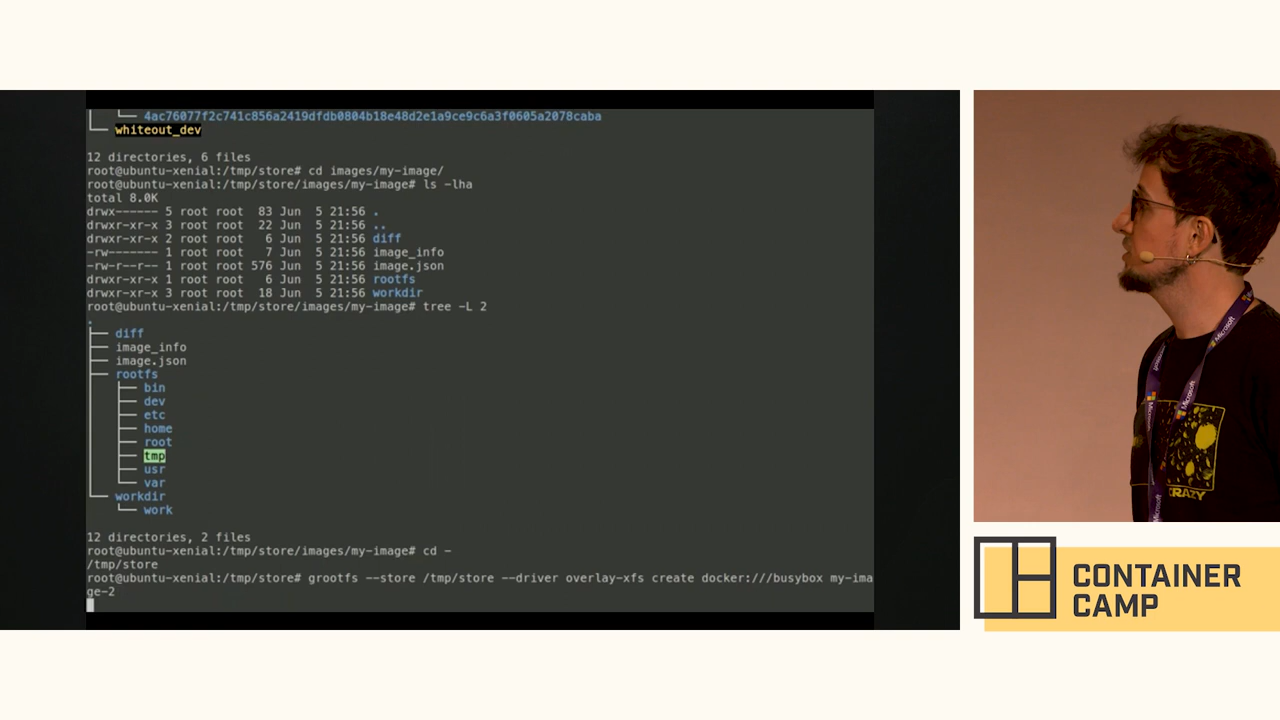 4ac76077f2c741c856a2419dfdb0804b18e48d2e1a9ce9c6a3f0605a2078caba
whiteout_dev
12 directories, 6 files
root@ubuntu-xenial:/tmp/store# cd images/my-image/
root@ubuntu-xenial:/tmp/store/images/my-image# ls -lha
total 8.0K
drwx------ 5 root root  83 Jun  5 21:56 .
drwxr-xr-x 3 root root  22 Jun  5 21:56 ..
drwxr-xr-x 2 root root   6 Jun  5 21:56 diff
-rw------- 1 root root   7 Jun  5 21:56 image_info
-rw-r--r-- 1 root root 576 Jun  5 21:56 image.json
drwxr-xr-x 1 root root   6 Jun  5 21:56 rootfs
drwxr-xr-x 3 root root  18 Jun  5 21:56 workdir
root@ubuntu-xenial:/tmp/store/images/my-image# tree -L 2
.
diff
image_info
image.json
rootfs
bin
dev
etc
home
root
tmp
usr
var
workdir
work
12 directories, 2 files
root@ubuntu-xenial:/tmp/store/images/my-image# cd -
/tmp/store
root@ubuntu-xenial:/tmp/store# grootfs --store /tmp/store --driver overlay-xfs create docker:///busybox my-ima
ge-2
Microsoft
Microsoft
Microsoft
CRAZY
CONTAINER
CAMP